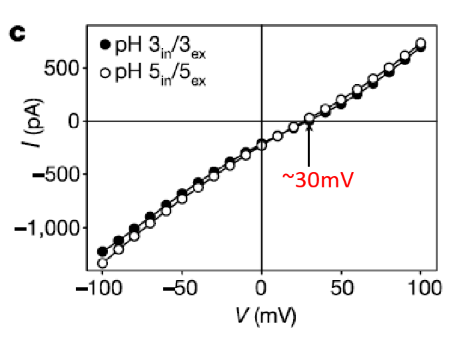 c
pH 3in/3ex
pH 5in/5ex
500
0
−500
−1,000
I (pA)
~30mV
−100 −50 0 50 100
V (mV)